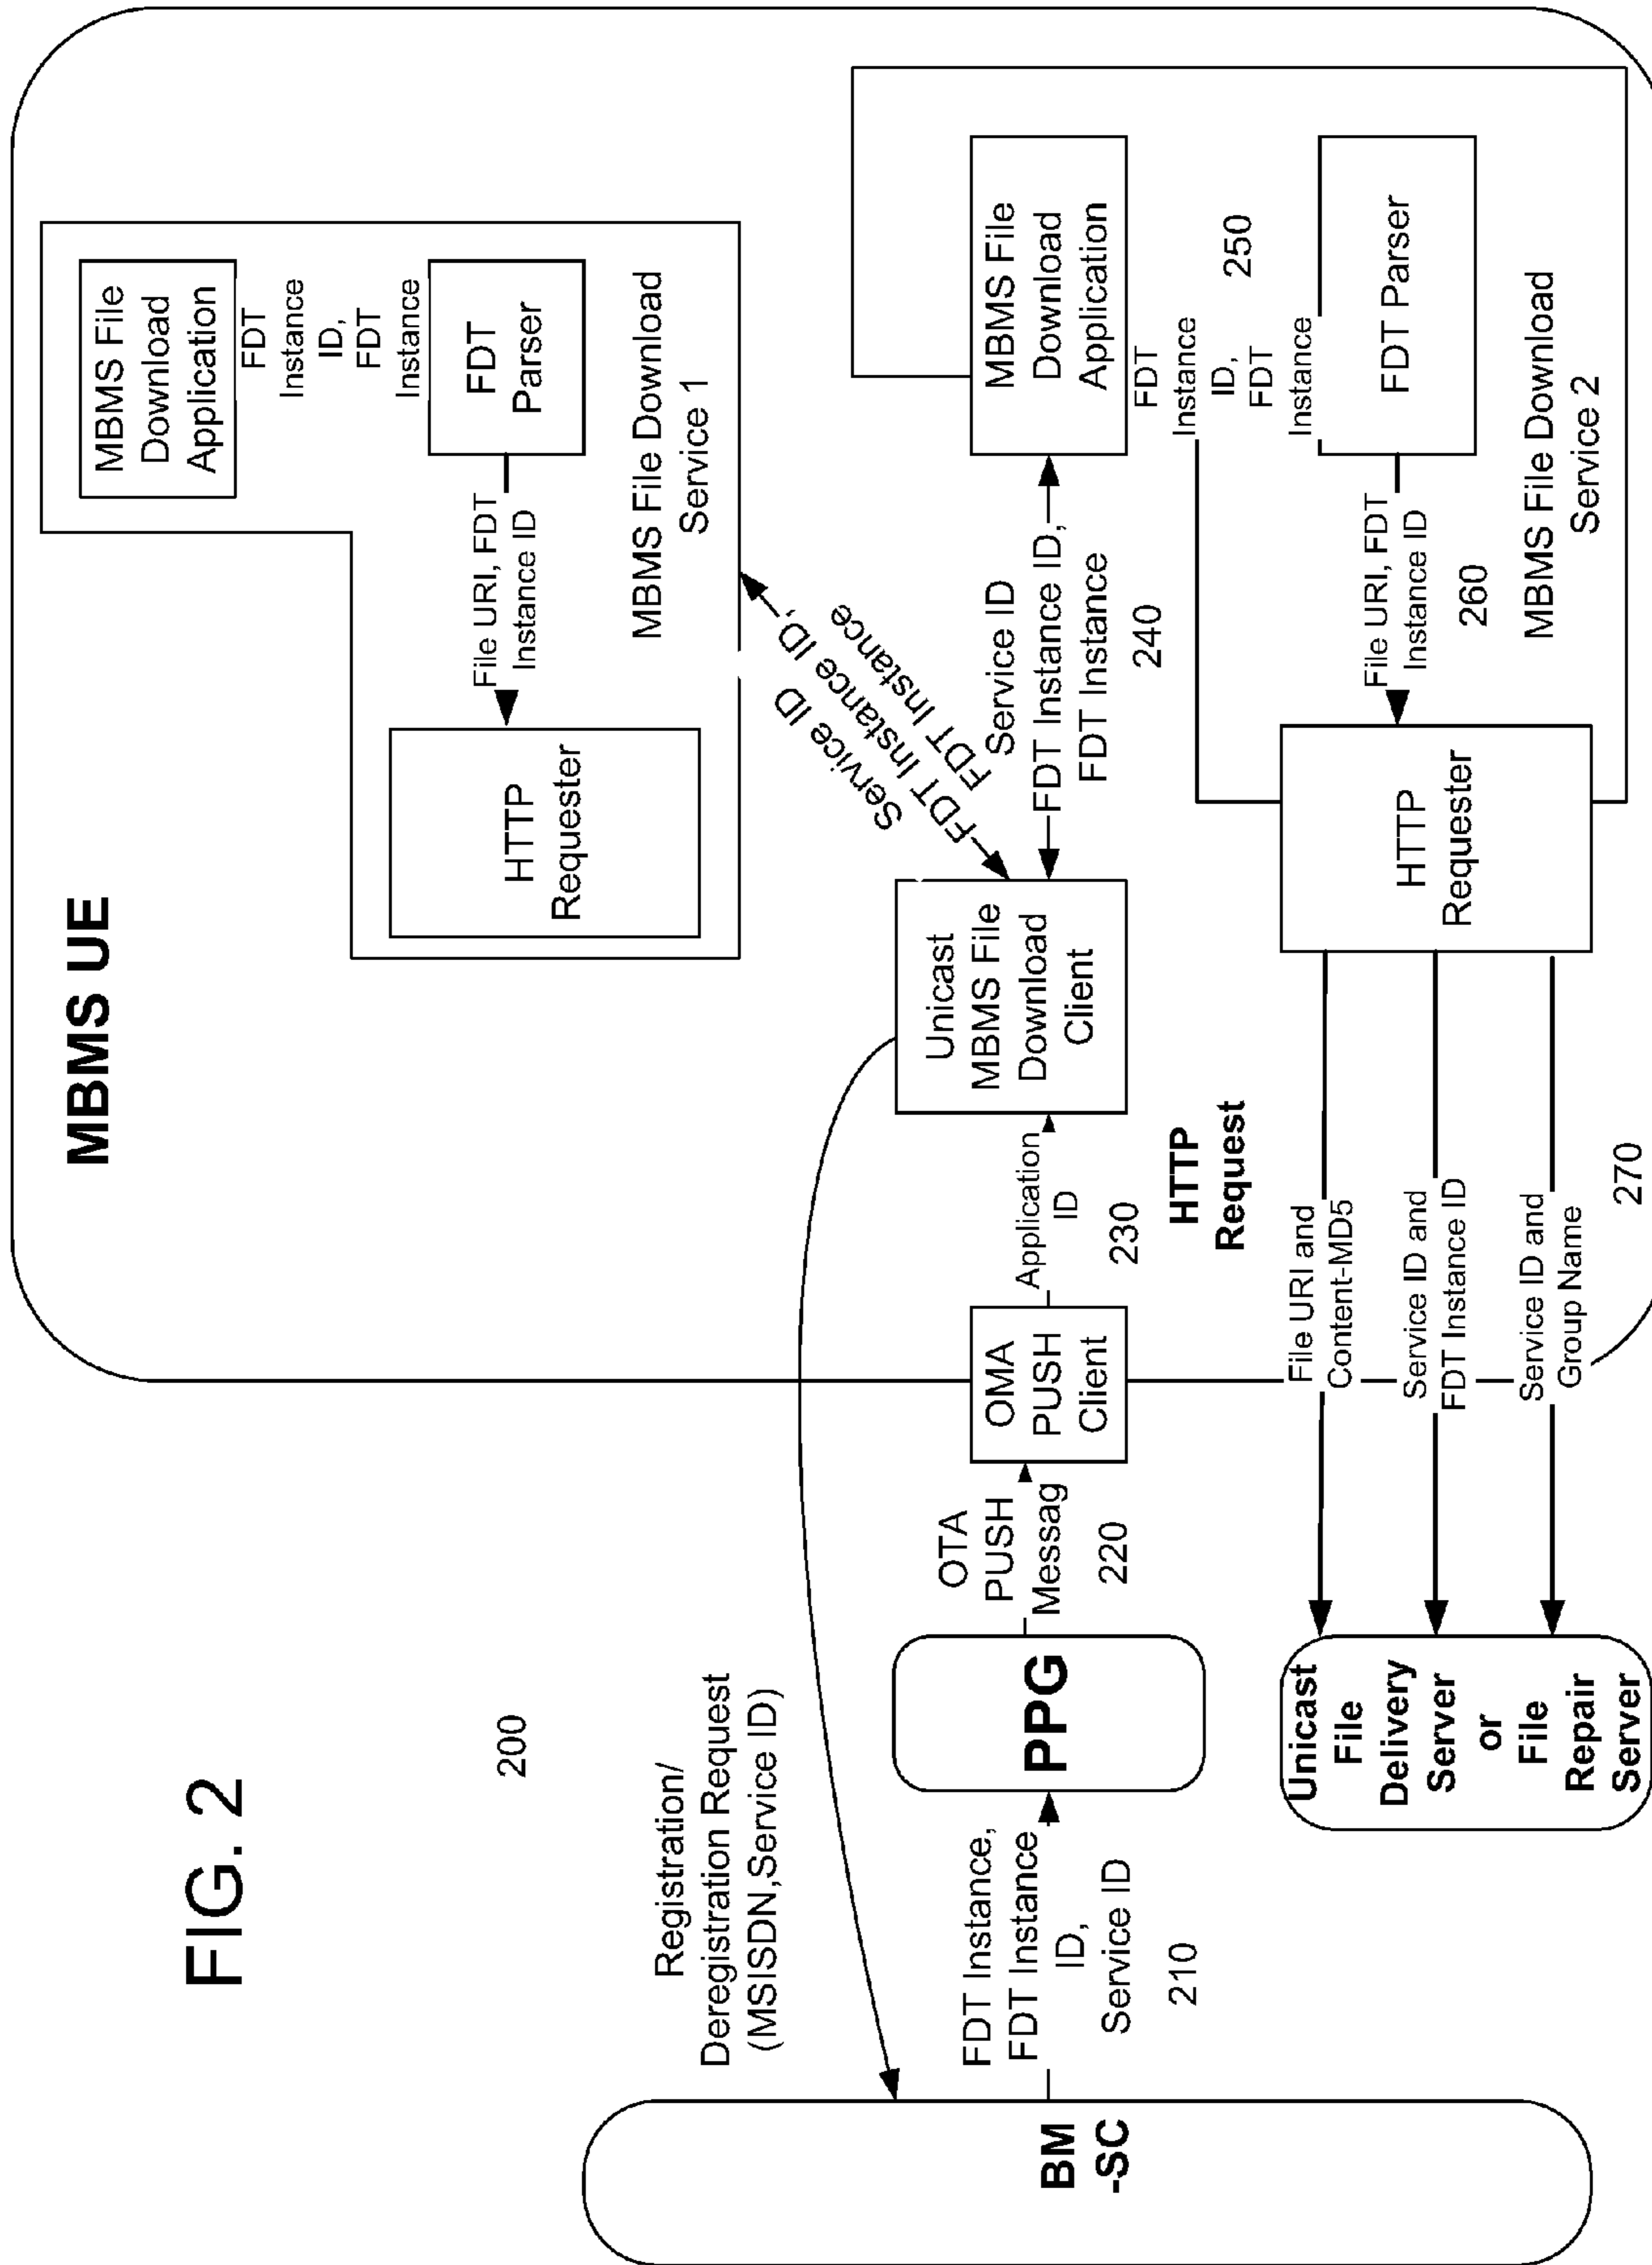 FIG. 2
200
MBMS UE
BM
-SC
Registration/
Deregistration Request
(MSISDN,Service ID)
FDT Instance,
FDT Instance
ID,
Service ID
210
PPG
OTA
PUSH
Messag
220
OMA
PUSH
Client
Application
ID
230
Unicast
MBMS File
Download
Client
Service ID
FDT Instance ID,
FDT Instance
Service ID
FDT Instance ID,
FDT Instance
240
MBMS File
Download
Application
FDT
Instance
ID,
FDT
Instance
FDT
Parser
File URI, FDT
Instance ID
HTTP
Requester
MBMS File Download
Service 1
MBMS File
Download
Application
FDT
Instance
ID,
FDT
Instance
250
FDT Parser
File URI, FDT
Instance ID
260
HTTP
Requester
MBMS File Download
Service 2
HTTP
Request
File URI and
Content-MD5
Service ID and
FDT Instance ID
Service ID and
Group Name
270
Unicast
File
Delivery
Server
or
File
Repair
Server